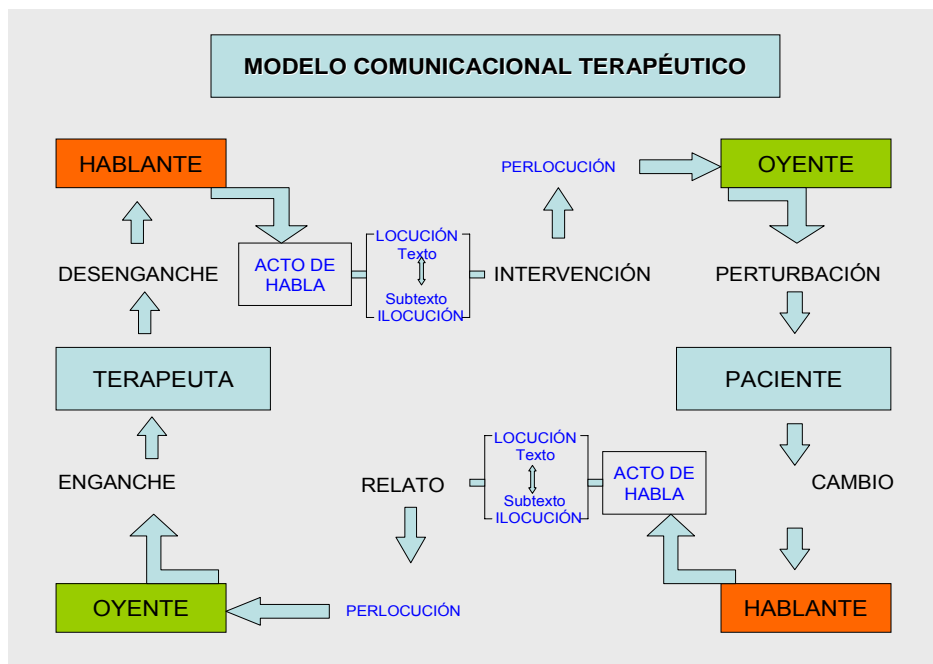 MODELO COMUNICACIONAL TERAPÉUTICO
HABLANTE
PERLOCUCIÓN
OYENTE
DESENGANCHE
ACTO DE
HABLA
LOCUCIÓN
Texto
Subtexto
ILOCUCIÓN
INTERVENCIÓN
PERTURBACIÓN
TERAPEUTA
PACIENTE
ENGANCHE
RELATO
LOCUCIÓN
Texto
Subtexto
ILOCUCIÓN
ACTO DE
HABLA
CAMBIO
OYENTE
PERLOCUCIÓN
HABLANTE